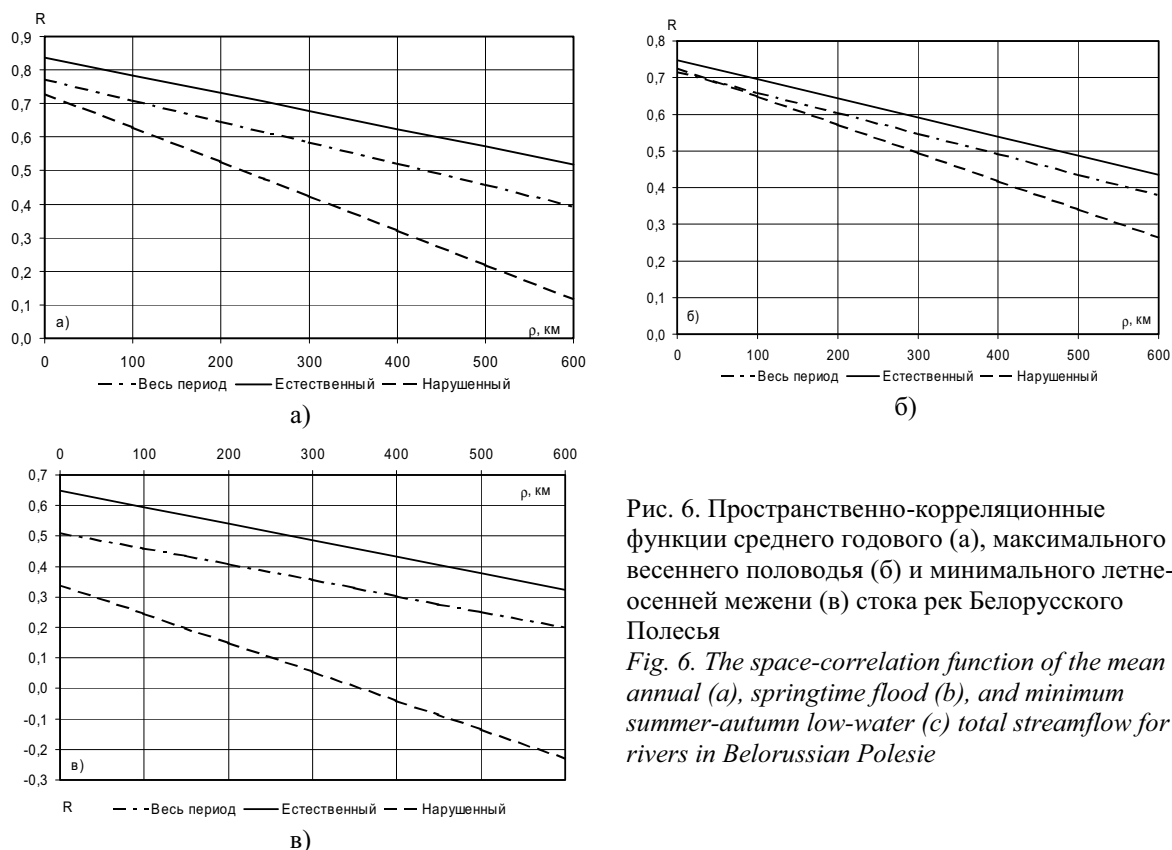 R
0,9
0,8
0,7
0,6
0,5
0,4
0,3
0,2
0,1
0,0
а)
ρ, км
0 100 200 300 400 500 600
Весь период Естественный Нарушенный
а)
R
0,8
0,7
0,6
0,5
0,4
0,3
0,2
0,1
0,0
б)
ρ, км
0 100 200 300 400 500 600
Весь период Естественный Нарушенный
б)
0 100 200 300 400 500 600
0,7
0,6
0,5
0,4
0,3
0,2
0,1
0,0
-0,1
-0,2
-0,3
ρ, км
в)
R Весь период Естественный Нарушенный
в)
Рис. 6. Пространственно-корреляционные
функции среднего годового (а), максимального
весеннего половодья (б) и минимального летне-
осенней межени (в) стока рек Белорусского
Полесья
Fig. 6. The space-correlation function of the mean
annual (a), springtime flood (b), and minimum
summer-autumn low-water (c) total streamflow for
rivers in Belorussian Polesie